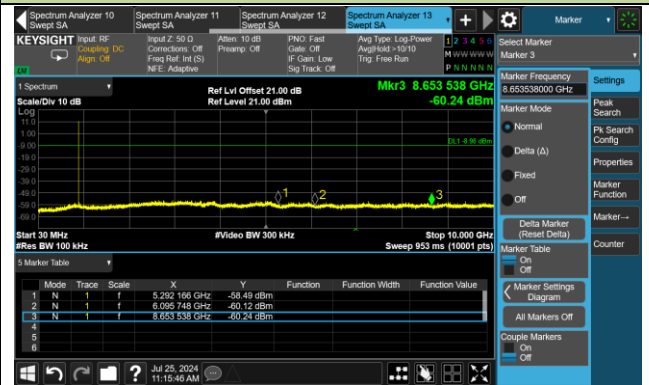 Spectrum Analyzer 10
Swept SA
Spectrum Analyzer 11
Swept SA
Spectrum Analyzer 12
Swept SA
Spectrum Analyzer 13
Swept SA
Marker
KEYSIGHT
Input: RF
Coupling: DC
Align: Off
Input Z: 50 Ω
Corrections: Off
Freq Ref: Int (S)
NFE: Adaptive
Atten: 10 dB
Preamp: Off
PNO: Fast
Gate: Off
IF Gain: Low
Sig Track: Off
Avg Type: Log-Power
Avg|Hold:>10/10
Trig: Free Run
1 2 3 4 5 6
M W W W W W
P N N N N N
LVI
Select Marker
Marker 3
1 Spectrum
Scale/Div 10 dB
Log
Ref Lvl Offset 21.00 dB
Ref Level 21.00 dBm
Mkr3 8.653 538 GHz
-60.24 dBm
11.0
1.00
-9.00
-19.0
-29.0
-39.0
-49.0
-59.0
-69.0
DL1 -8.96 dBm
1
2
3
Start 30 MHz
#Res BW 100 kHz
#Video BW 300 kHz
Stop 10.000 GHz
Sweep 953 ms (10001 pts)
5 Marker Table
Mode Trace Scale X Y Function Function Width Function Value
1 N 1 f 5.292 166 GHz -58.49 dBm
2 N 1 f 6.095 748 GHz -60.12 dBm
3 N 1 f 8.653 538 GHz -60.24 dBm
4
5
6
Marker Frequency
8.653538000 GHz
Marker Mode
Normal
Delta (Δ)
Fixed
Off
Delta Marker
(Reset Delta)
Marker Table
On
Off
Marker Settings
Diagram
All Markers Off
Couple Markers
On
Off
Settings
Peak
Search
Pk Search
Config
Properties
Marker
Function
Marker→
Counter
?
Jul 25, 2024
11:15:46 AM